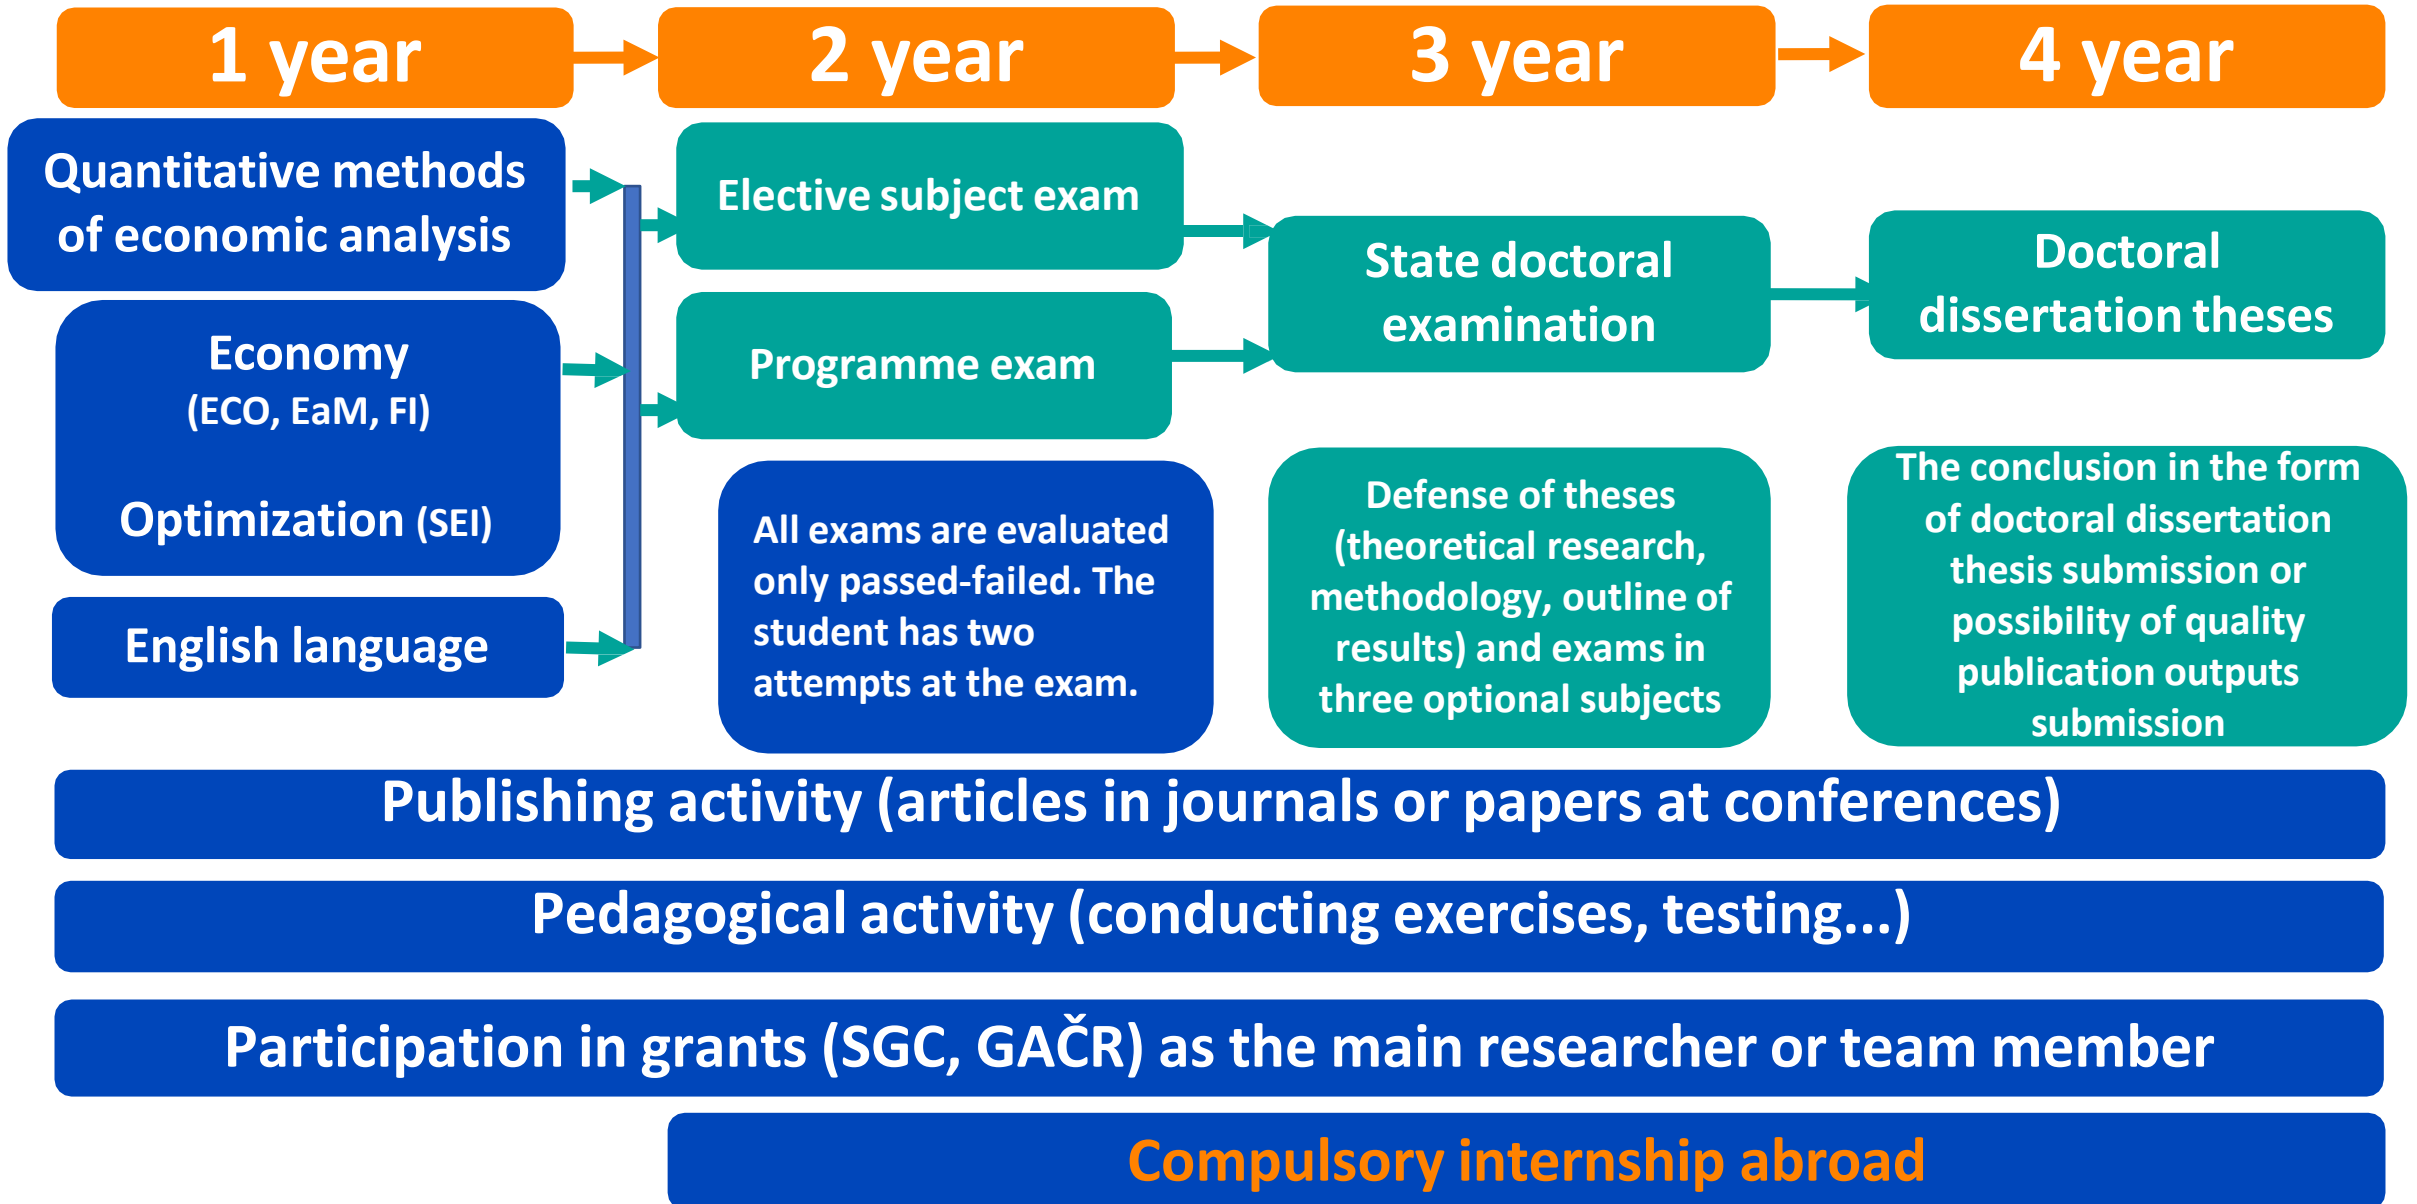 1 year
2 year
3 year
4 year
Quantitative methods
of economic analysis
Economy
(ECO, EaM, FI)
Optimization (SEI)
English language
Elective subject exam
Programme exam
All exams are evaluated
only passed-failed. The
student has two
attempts at the exam.
State doctoral
examination
Defense of theses
(theoretical research,
methodology, outline of
results) and exams in
three optional subjects
Doctoral
dissertation theses
The conclusion in the form
of doctoral dissertation
thesis submission or
possibility of quality
publication outputs
submission
Publishing activity (articles in journals or papers at conferences)
Pedagogical activity (conducting exercises, testing...)
Participation in grants (SGC, GAČR) as the main researcher or team member
Compulsory internship abroad